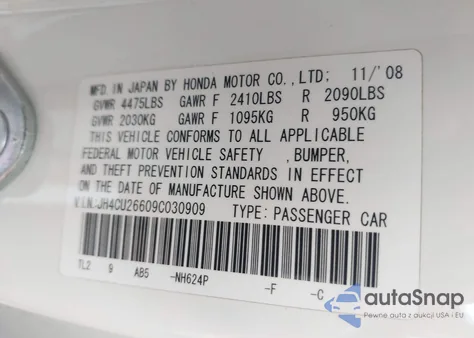 MFD. IN JAPAN BY HONDA MOTOR CO., LTD; 11/'08
GVWR 4475LBS GAWR F 2410LBS R 2090LBS
GVWR 2030KG GAWR F 1095KG R 950KG
THIS VEHICLE CONFORMS TO ALL APPLICABLE
FEDERAL MOTOR VEHICLE SAFETY , BUMPER,
AND THEFT PREVENTION STANDARDS IN EFFECT
ON THE DATE OF MANUFACTURE SHOWN ABOVE.
V.I.N:JH4CU26609C030909 TYPE: PASSENGER CAR
TL2 9 AB5 -NH624P -F -C
autoSnap
Pewne auta z dokumentacją USA i EU